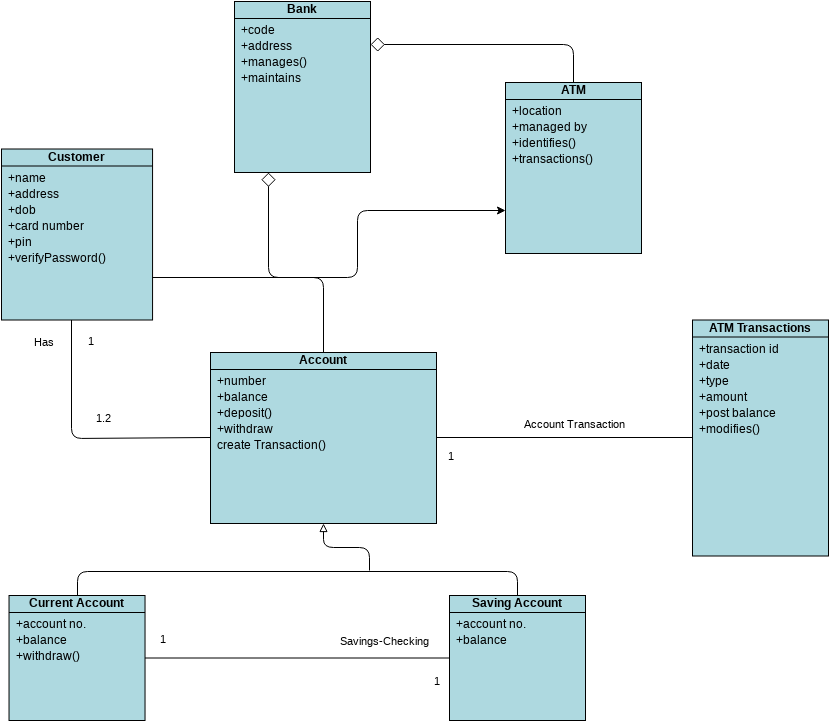 Bank
+code
+address
+manages()
+maintains
ATM
+location
+managed by
+identifies()
+transactions()
Customer
+name
+address
+dob
+card number
+pin
+verifyPassword()
Has
1
1.2
Account
+number
+balance
+deposit()
+withdraw
create Transaction()
Account Transaction
1
ATM Transactions
+transaction id
+date
+type
+amount
+post balance
+modifies()
Current Account
+account no.
+balance
+withdraw()
1
Savings-Checking
1
Saving Account
+account no.
+balance